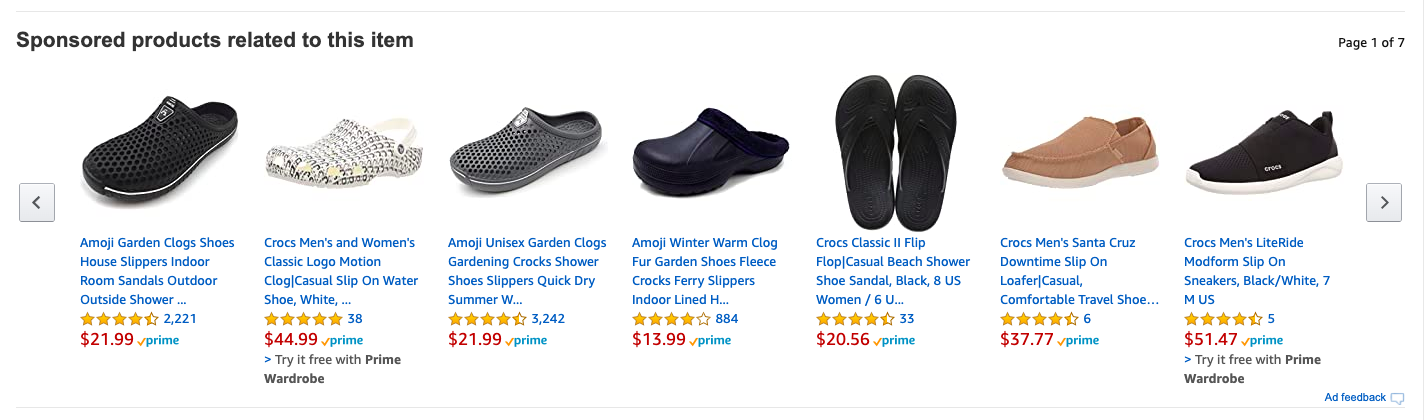 Sponsored products related to this item
Page 1 of 7
Amoji Garden Clogs Shoes
House Slippers Indoor
Room Sandals Outdoor
Outside Shower ...
2,221
$21.99 prime
Crocs Men's and Women's
Classic Logo Motion
Clog|Casual Slip On Water
Shoe, White, ...
38
$44.99 prime
> Try it free with Prime
Wardrobe
Amoji Unisex Garden Clogs
Gardening Crocks Shower
Shoes Slippers Quick Dry
Summer W...
3,242
$21.99 prime
Amoji Winter Warm Clog
Fur Garden Shoes Fleece
Crocks Ferry Slippers
Indoor Lined H...
884
$13.99 prime
Crocs Classic II Flip
Flop|Casual Beach Shower
Shoe Sandal, Black, 8 US
Women / 6 U...
33
$20.56 prime
Crocs Men's Santa Cruz
Downtime Slip On
Loafer|Casual,
Comfortable Travel Shoe...
6
$37.77 prime
crocs
Crocs Men's LiteRide
Modform Slip On
Sneakers, Black/White, 7
M US
5
$51.47 prime
> Try it free with Prime
Wardrobe
Ad feedback